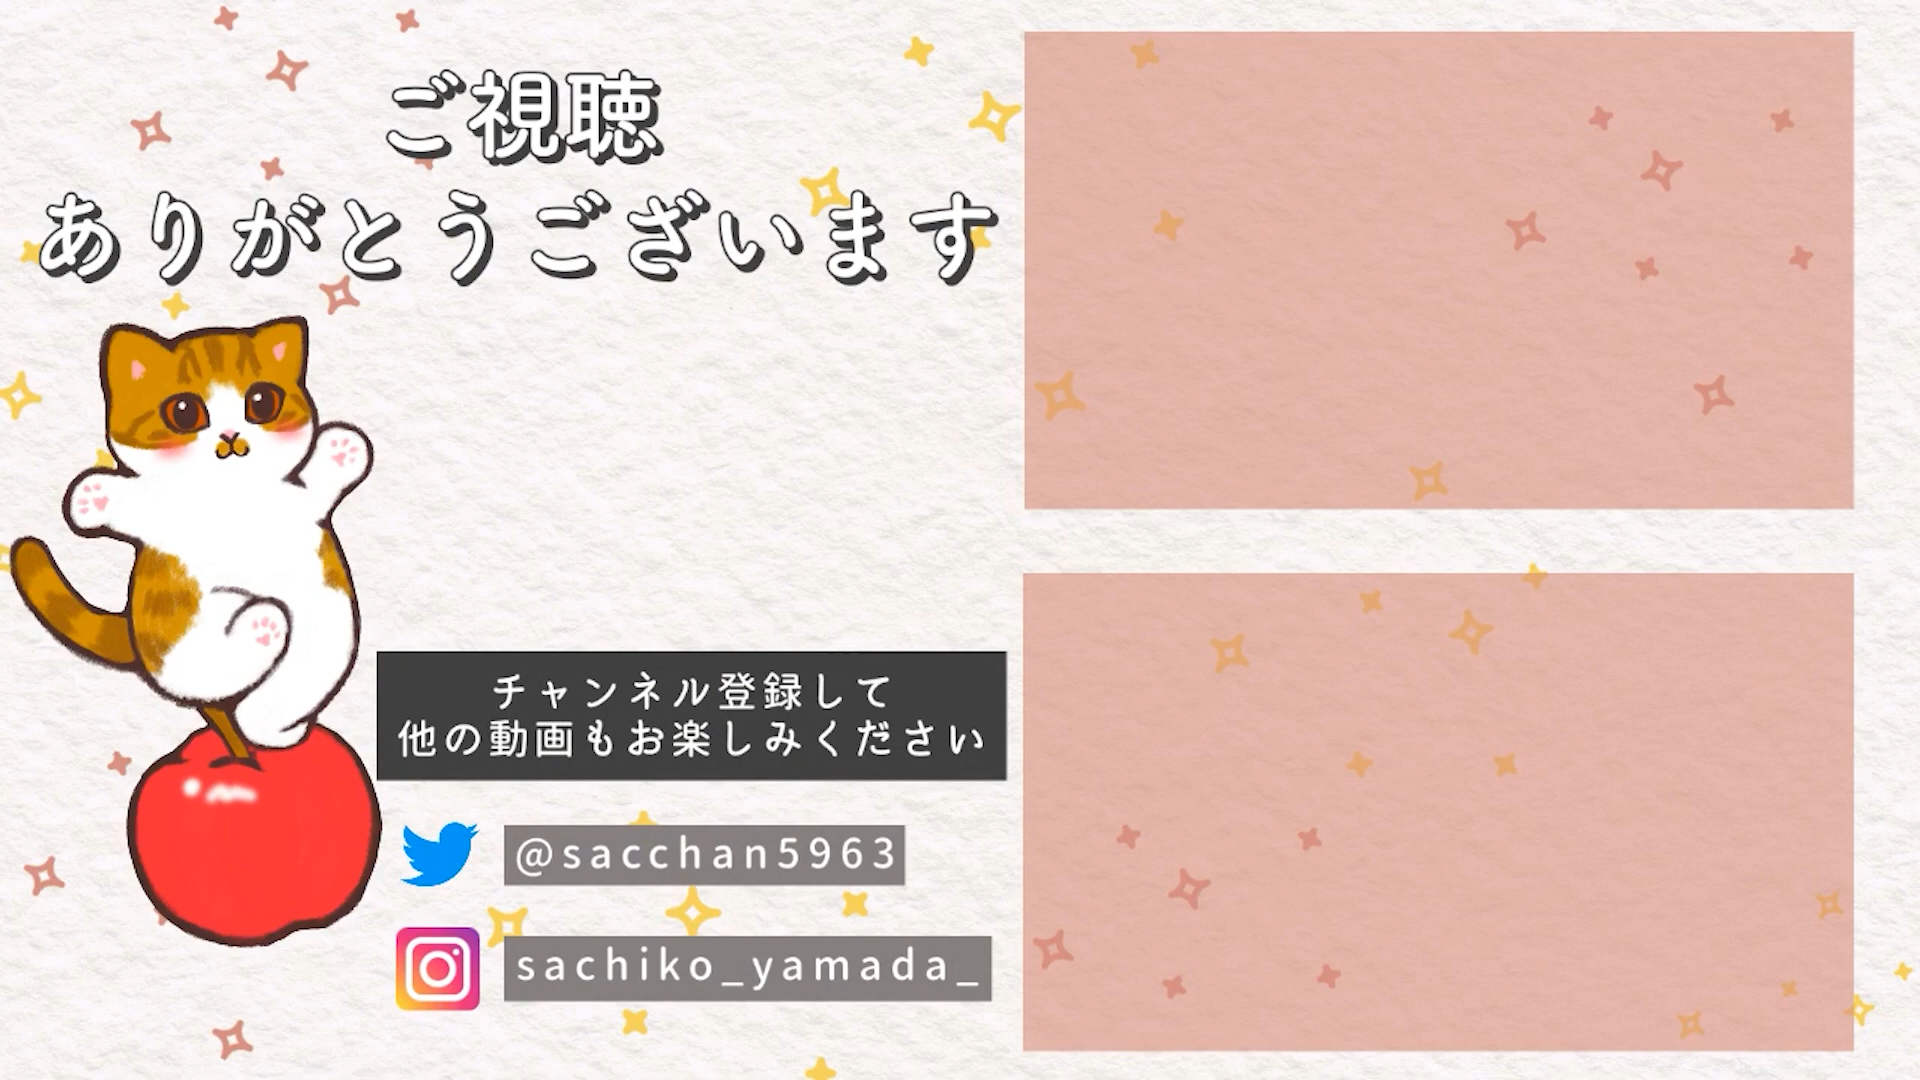 ご視聴
ありがとうございます
チャンネル登録して
他の動画もお楽しみください
@sacchan5963
sachiko_yamada_